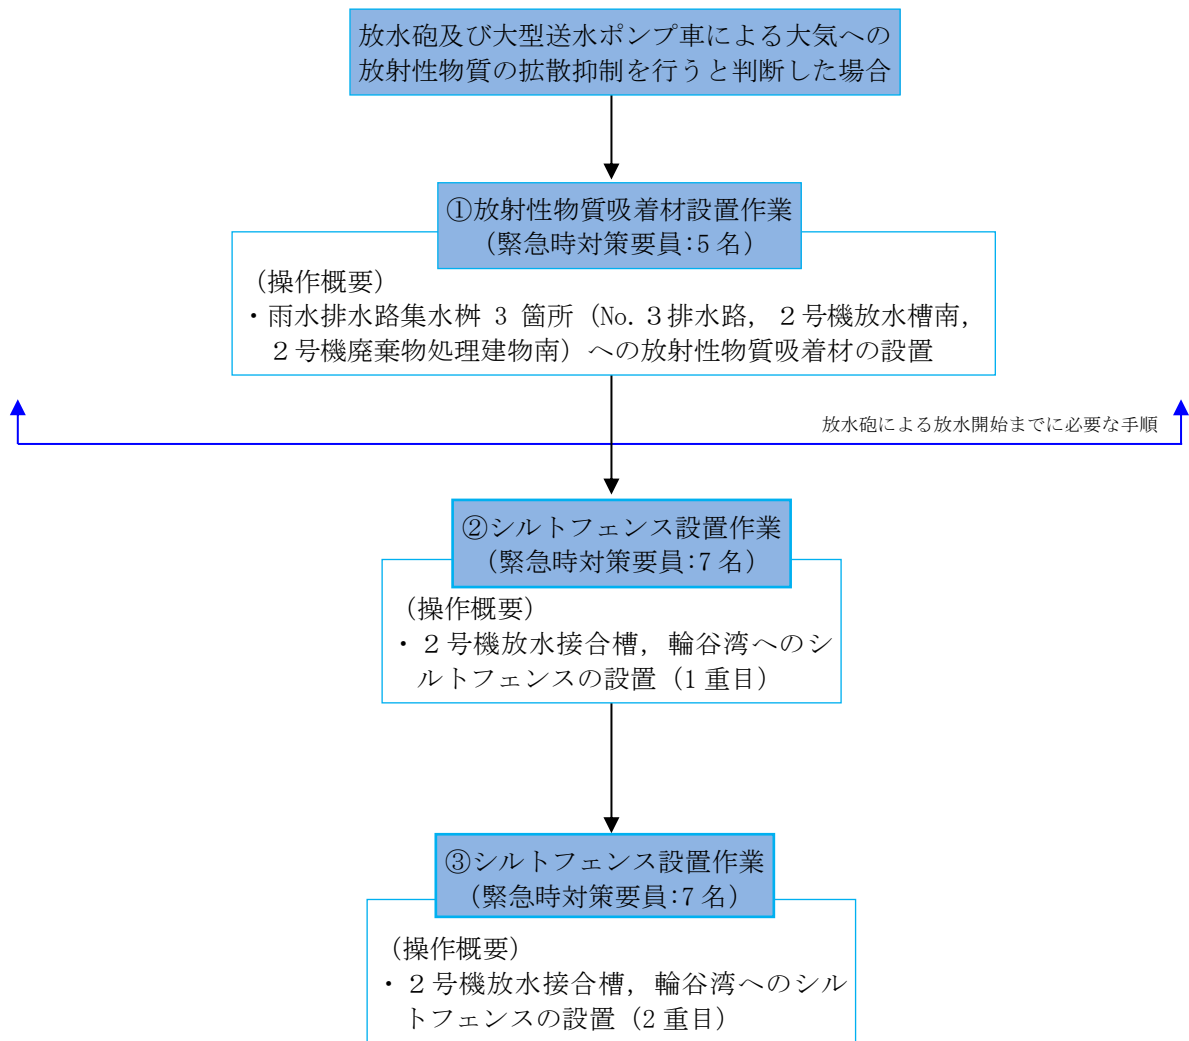 放水砲及び大型送水ポンプ車による大気への
放射性物質の拡散抑制を行うと判断した場合
①放射性物質吸着材設置作業
（緊急時対策要員:5 名）
（操作概要）
・雨水排水路集水桝 3 箇所（No.３排水路，２号機放水槽南，
２号機廃棄物処理建物南）への放射性物質吸着材の設置
放水砲による放水開始までに必要な手順
②シルトフェンス設置作業
（緊急時対策要員:7 名）
（操作概要）
・２号機放水接合槽，輪谷湾へのシ
ルトフェンスの設置（1 重目）
③シルトフェンス設置作業
（緊急時対策要員:7 名）
（操作概要）
・２号機放水接合槽，輪谷湾へのシル
トフェンスの設置（2 重目）